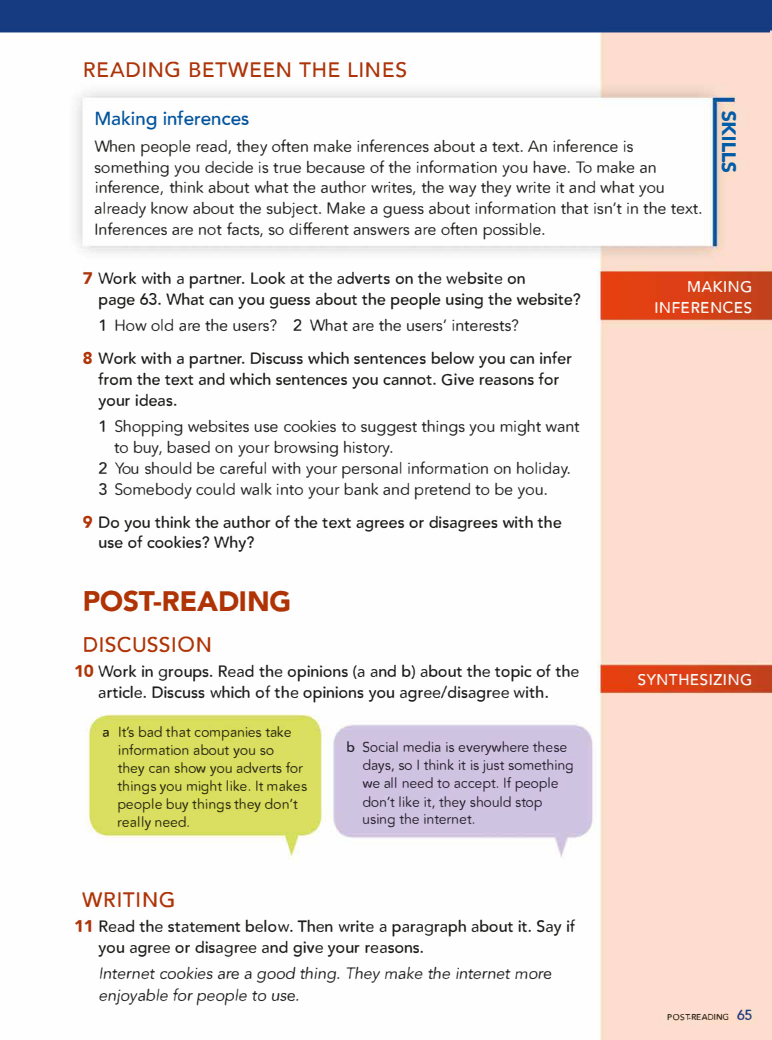 READING BETWEEN THE LINES
Making inferences
When people read, they often make inferences about a text. An inference is
something you decide is true because of the information you have. To make an
inference, think about what the author writes, the way they write it and what you
already know about the subject. Make a guess about information that isn't in the text.
Inferences are not facts, so different answers are often possible.
SKILLS
7 Work with a partner. Look at the adverts on the website on
page 63. What can you guess about the people using the website?
1 How old are the users? 2 What are the users' interests?
MAKING
INFERENCES
8 Work with a partner. Discuss which sentences below you can infer
from the text and which sentences you cannot. Give reasons for
your ideas.
1 Shopping websites use cookies to suggest things you might want
to buy, based on your browsing history.
2 You should be careful with your personal information on holiday.
3 Somebody could walk into your bank and pretend to be you.
9 Do you think the author of the text agrees or disagrees with the
use of cookies? Why?
POST-READING
DISCUSSION
10 Work in groups. Read the opinions (a and b) about the topic of the
article. Discuss which of the opinions you agree/disagree with.
SYNTHESIZING
a It's bad that companies take
information about you so
they can show you adverts for
things you might like. It makes
people buy things they don't
really need.
b Social media is everywhere these
days, so I think it is just something
we all need to accept. If people
don't like it, they should stop
using the internet.
WRITING
11 Read the statement below. Then write a paragraph about it. Say if
you agree or disagree and give your reasons.
Internet cookies are a good thing. They make the internet more
enjoyable for people to use.
POST-READING 65